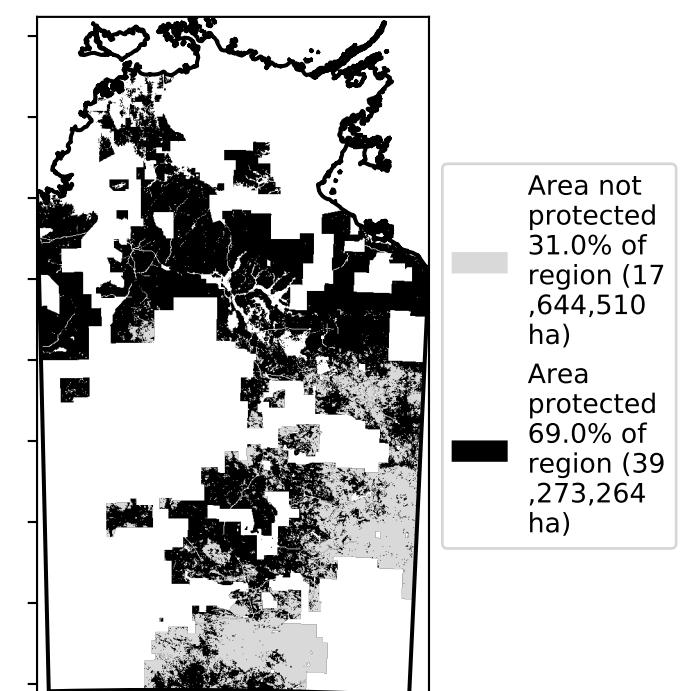 Area not
protected
31.0% of
region (17
,644,510
ha)
Area
protected
69.0% of
region (39
,273,264
ha)